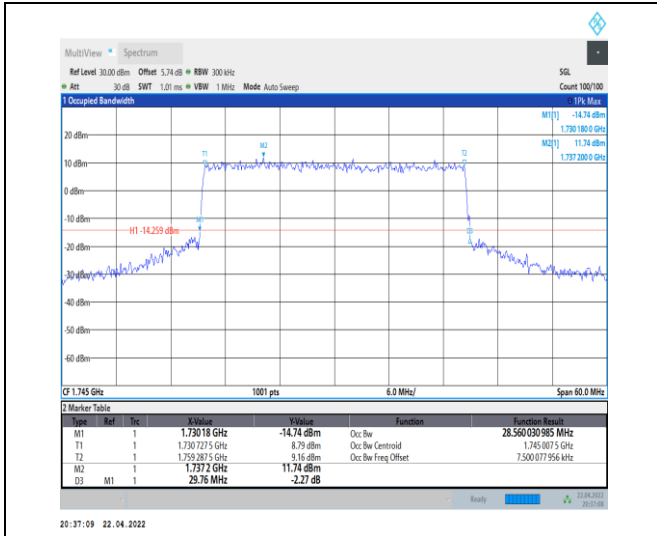 MultiView Spectrum
Ref Level 30.00 dBm Offset 5.74 dB RBW 300 kHz SGL
Att 30 dB SWT 1.01 ms VBW 1 MHz Mode Auto Sweep Count 100/100
1 Occupied Bandwidth 1Pk Max
M1[1] -14.74 dBm
1.730 180 0 GHz
M2[1] 11.74 dBm
1.737 200 0 GHz
20 dBm
M2
T1
T2
10 dBm
0 dBm
-10 dBm
M1
H1 -14.259 dBm
D3
-20 dBm
-30 dBm
-40 dBm
-50 dBm
-60 dBm
CF 1.745 GHz 1001 pts 6.0 MHz/ Span 60.0 MHz
2 Marker Table
Type Ref Trc X-Value Y-Value Function Function Result
M1 1 1.73018 GHz -14.74 dBm Occ Bw 28.560 030 985 MHz
T1 1 1.730 727 5 GHz 8.79 dBm Occ Bw Centroid 1.745 007 5 GHz
T2 1 1.759 287 5 GHz 9.16 dBm Occ Bw Freq Offset 7.500 077 956 kHz
M2 1 1.737 2 GHz 11.74 dBm
D3 M1 1 29.76 MHz -2.27 dB
Ready 22.04.2022
20:37:08
20:37:09 22.04.2022